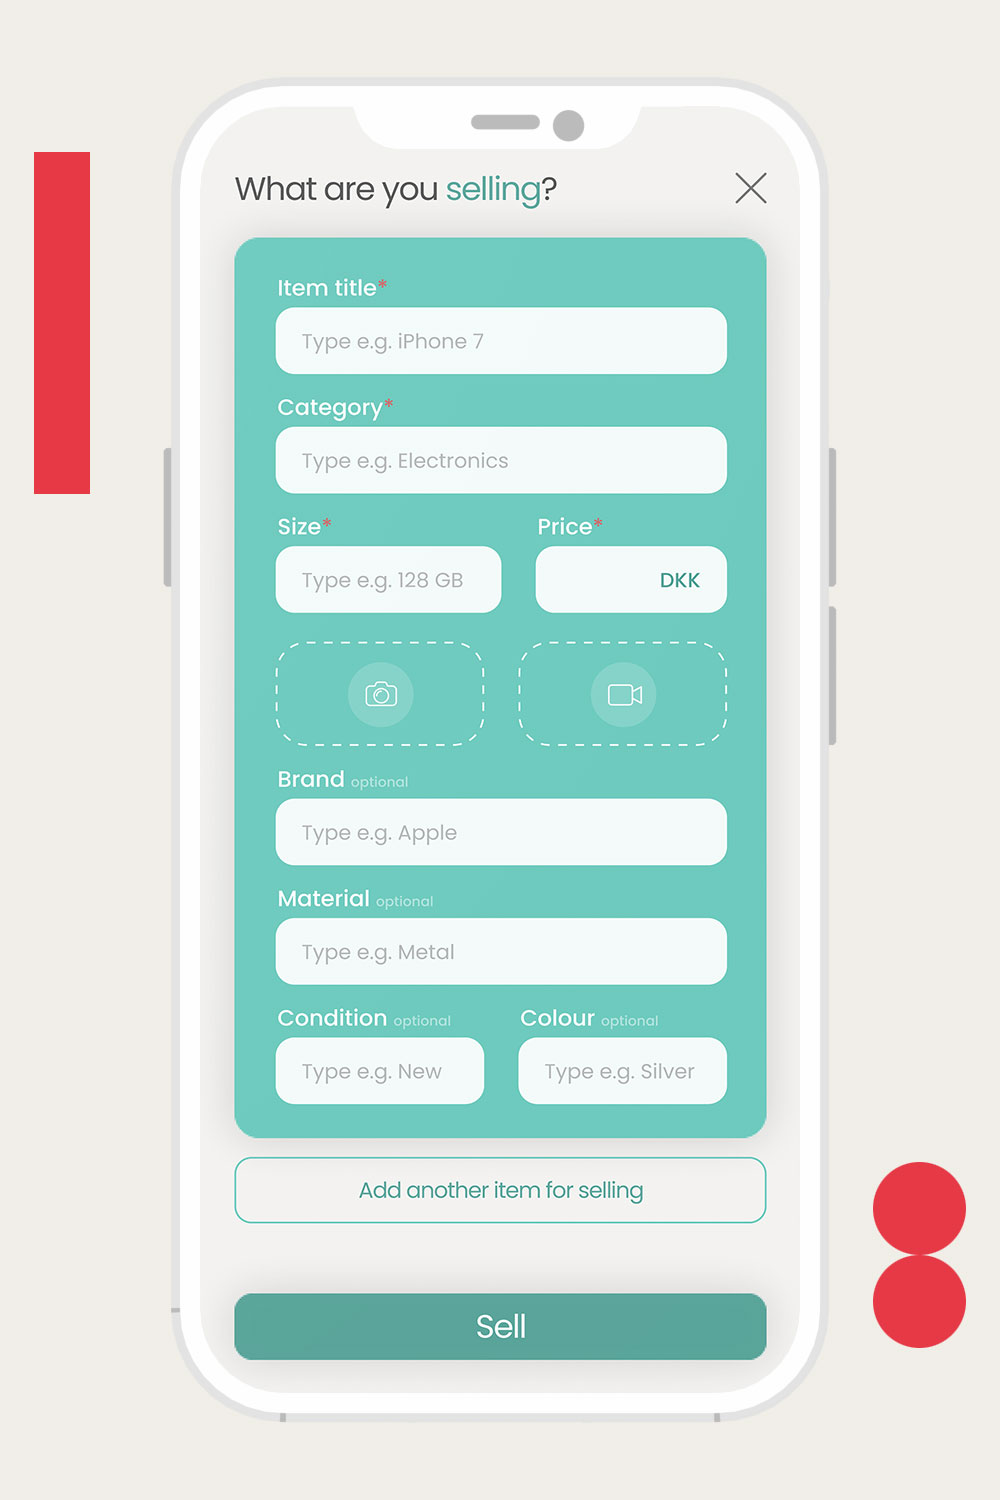 What are you selling?
Item title*
Type e.g. iPhone 7
Category*
Type e.g. Electronics
Size* Price*
Type e.g. 128 GB DKK
Brand optional
Type e.g. Apple
Material optional
Type e.g. Metal
Condition optional Colour optional
Type e.g. New Type e.g. Silver
Add another item for selling
Sell